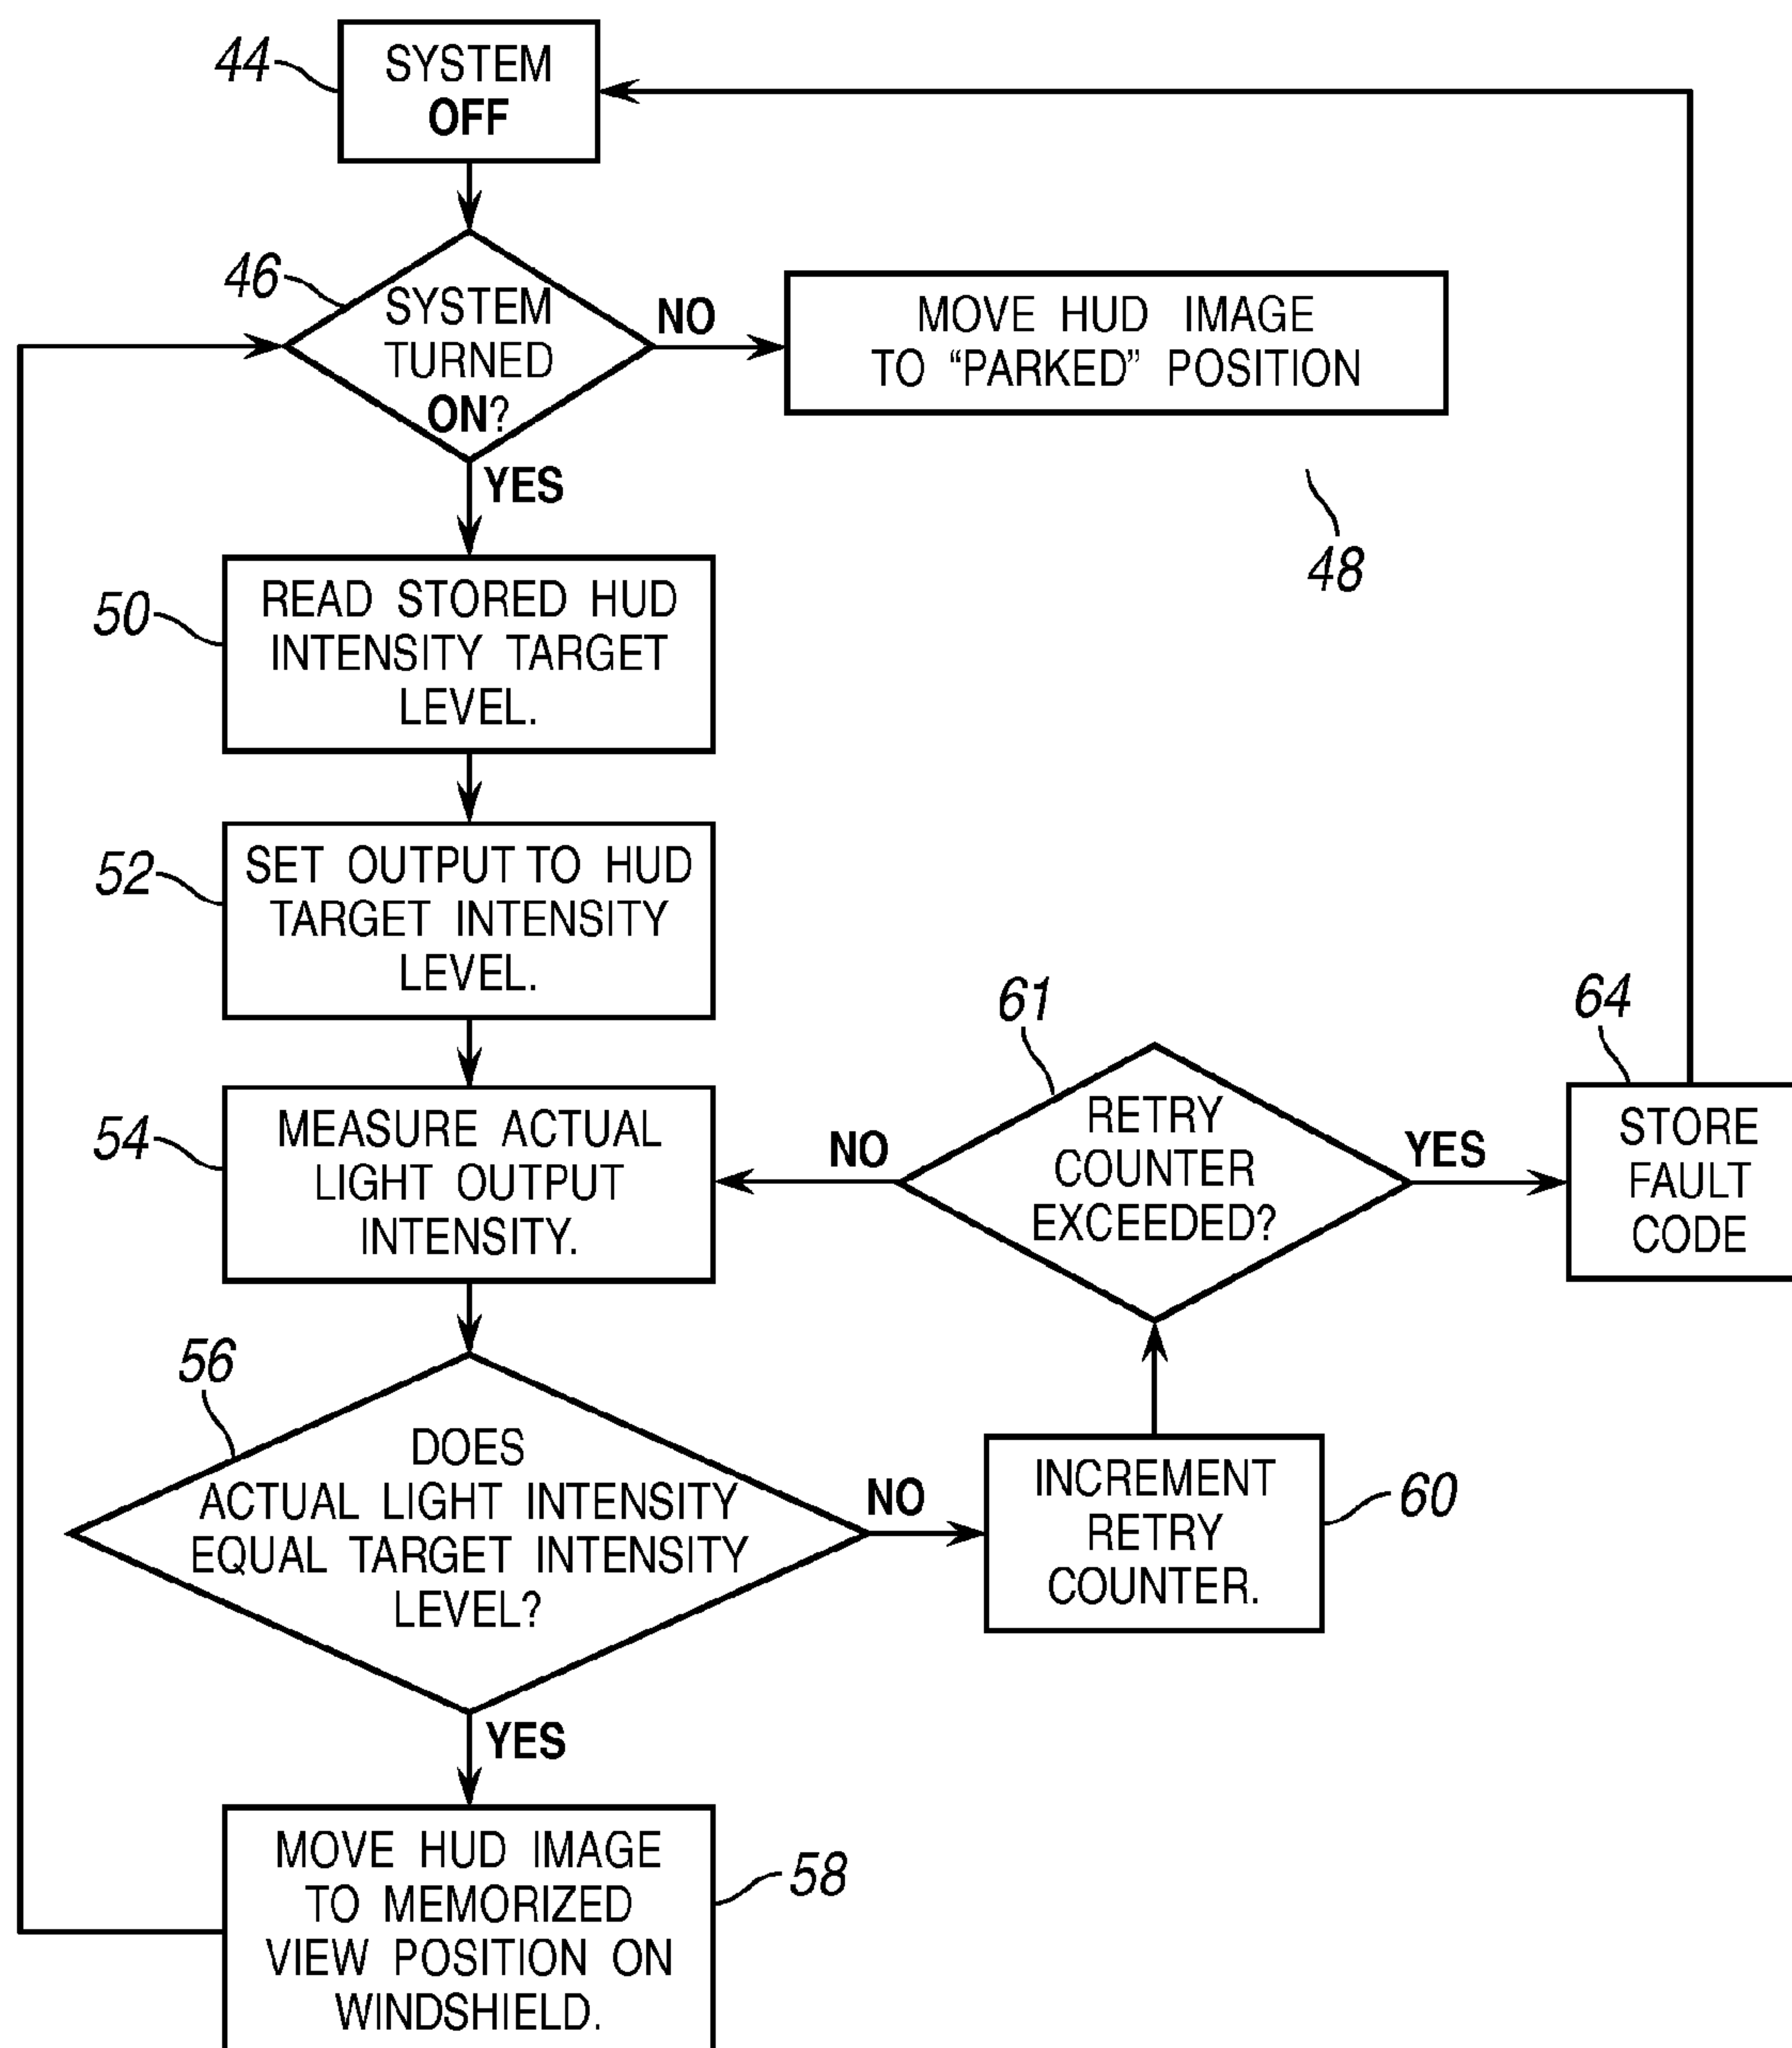 44
SYSTEM
OFF
46
SYSTEM
TURNED
ON?
NO
MOVE HUD IMAGE
TO “PARKED” POSITION
48
YES
50
READ STORED HUD
INTENSITY TARGET
LEVEL.
52
SET OUTPUT TO HUD
TARGET INTENSITY
LEVEL.
54
MEASURE ACTUAL
LIGHT OUTPUT
INTENSITY.
NO
61
RETRY
COUNTER
EXCEEDED?
YES
64
STORE
FAULT
CODE
56
DOES
ACTUAL LIGHT INTENSITY
EQUAL TARGET INTENSITY
LEVEL?
NO
INCREMENT
RETRY
COUNTER.
60
YES
MOVE HUD IMAGE
TO MEMORIZED
VIEW POSITION ON
WINDSHIELD.
58